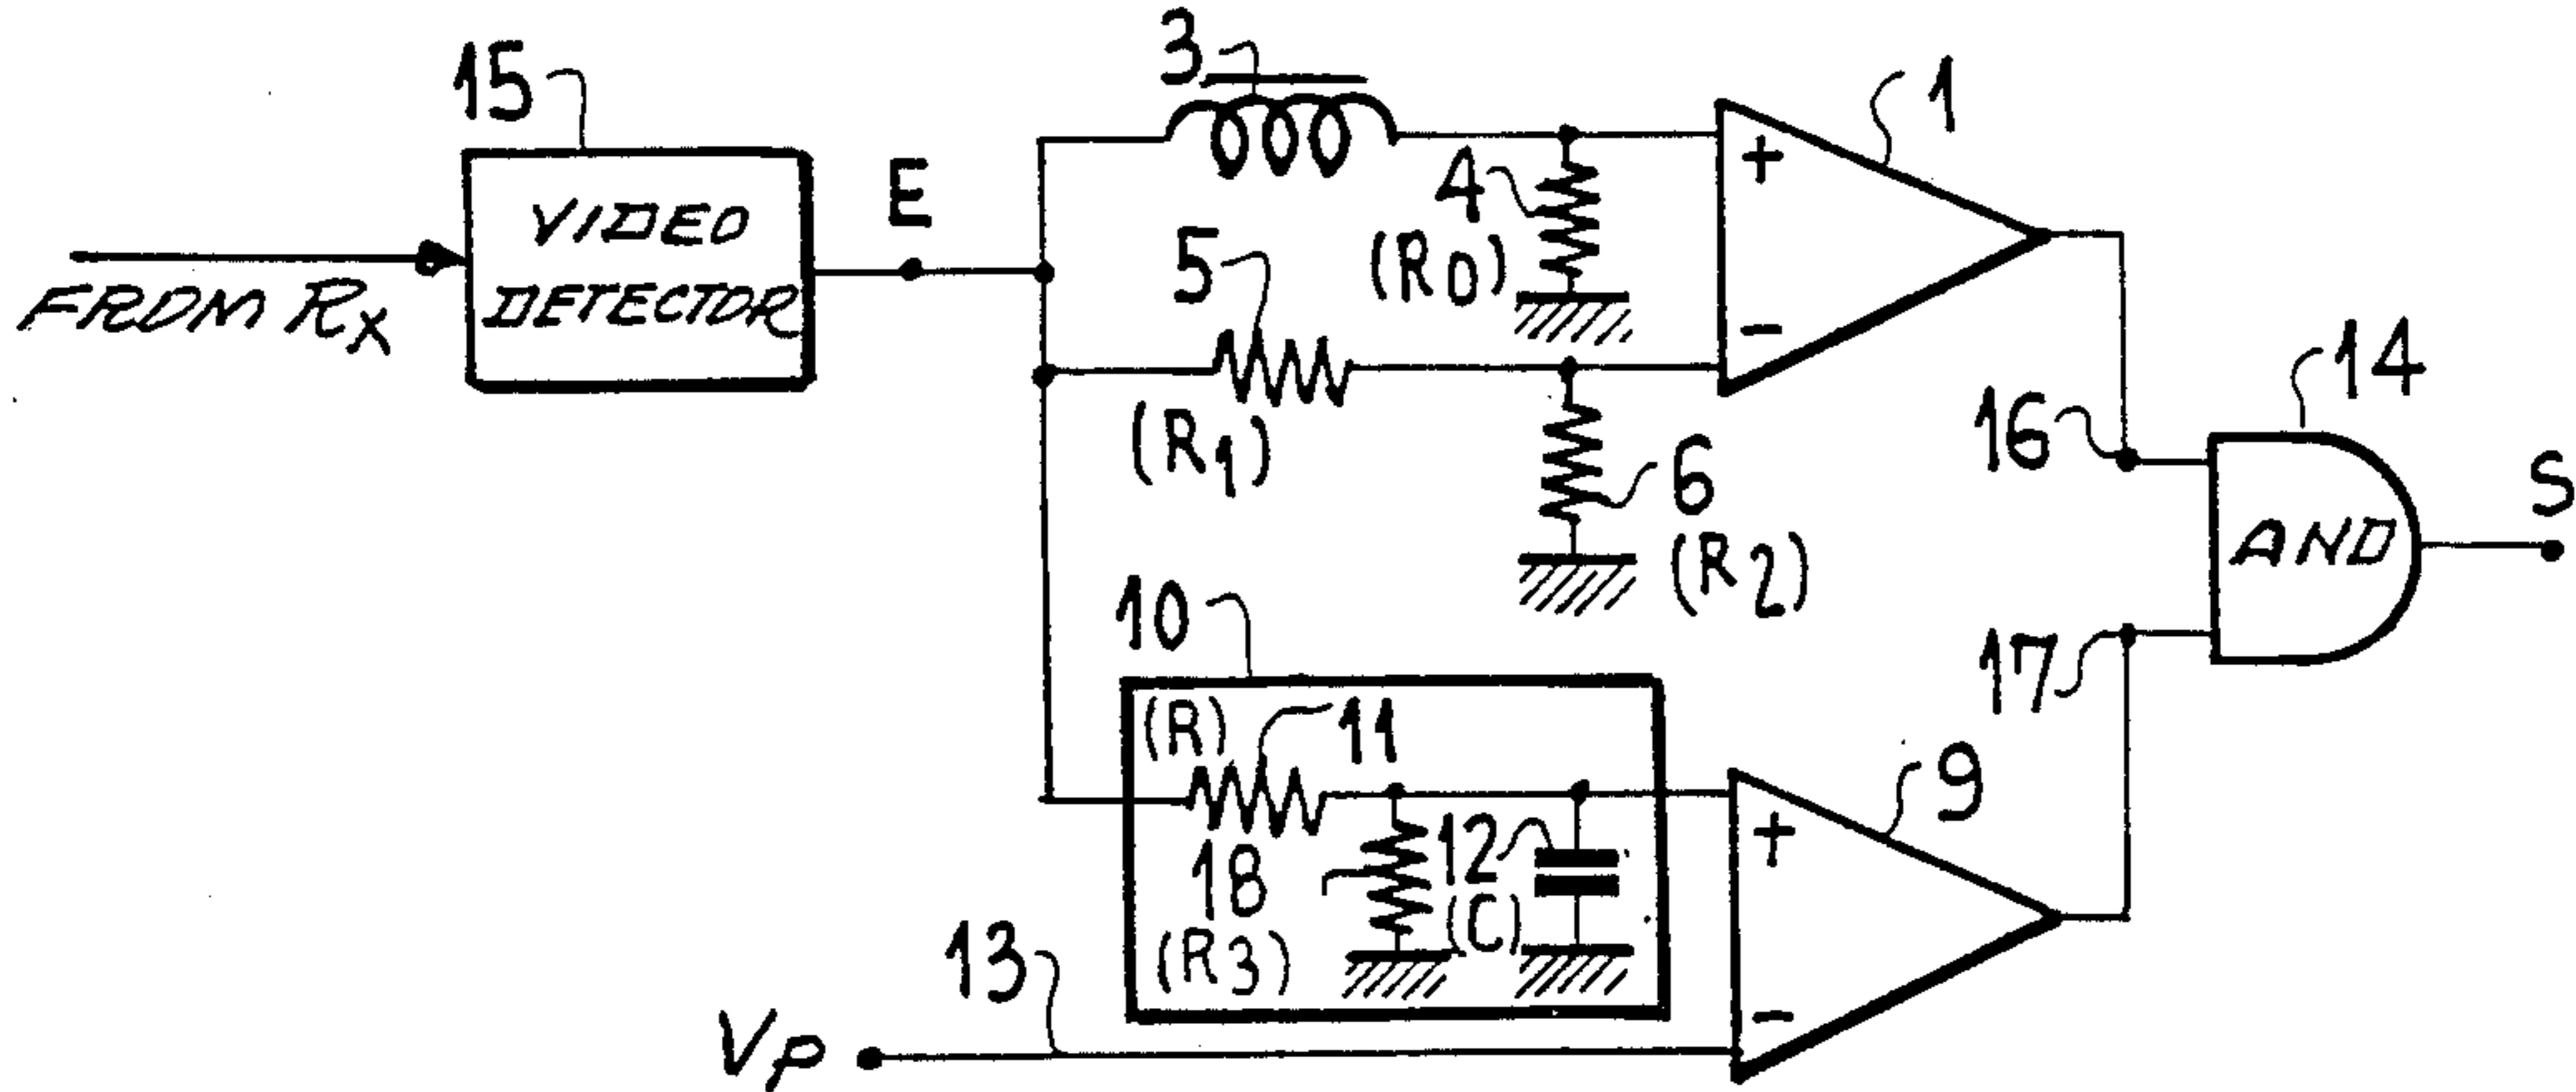 3
15
1
VIDEO
DETECTOR
E
FROM Rx
4
(R0)
+
-
5
(R1)
6
(R2)
14
16
AND
S
17
10
(R)
11
18
(R3)
12
(C)
9
+
-
13
Vp